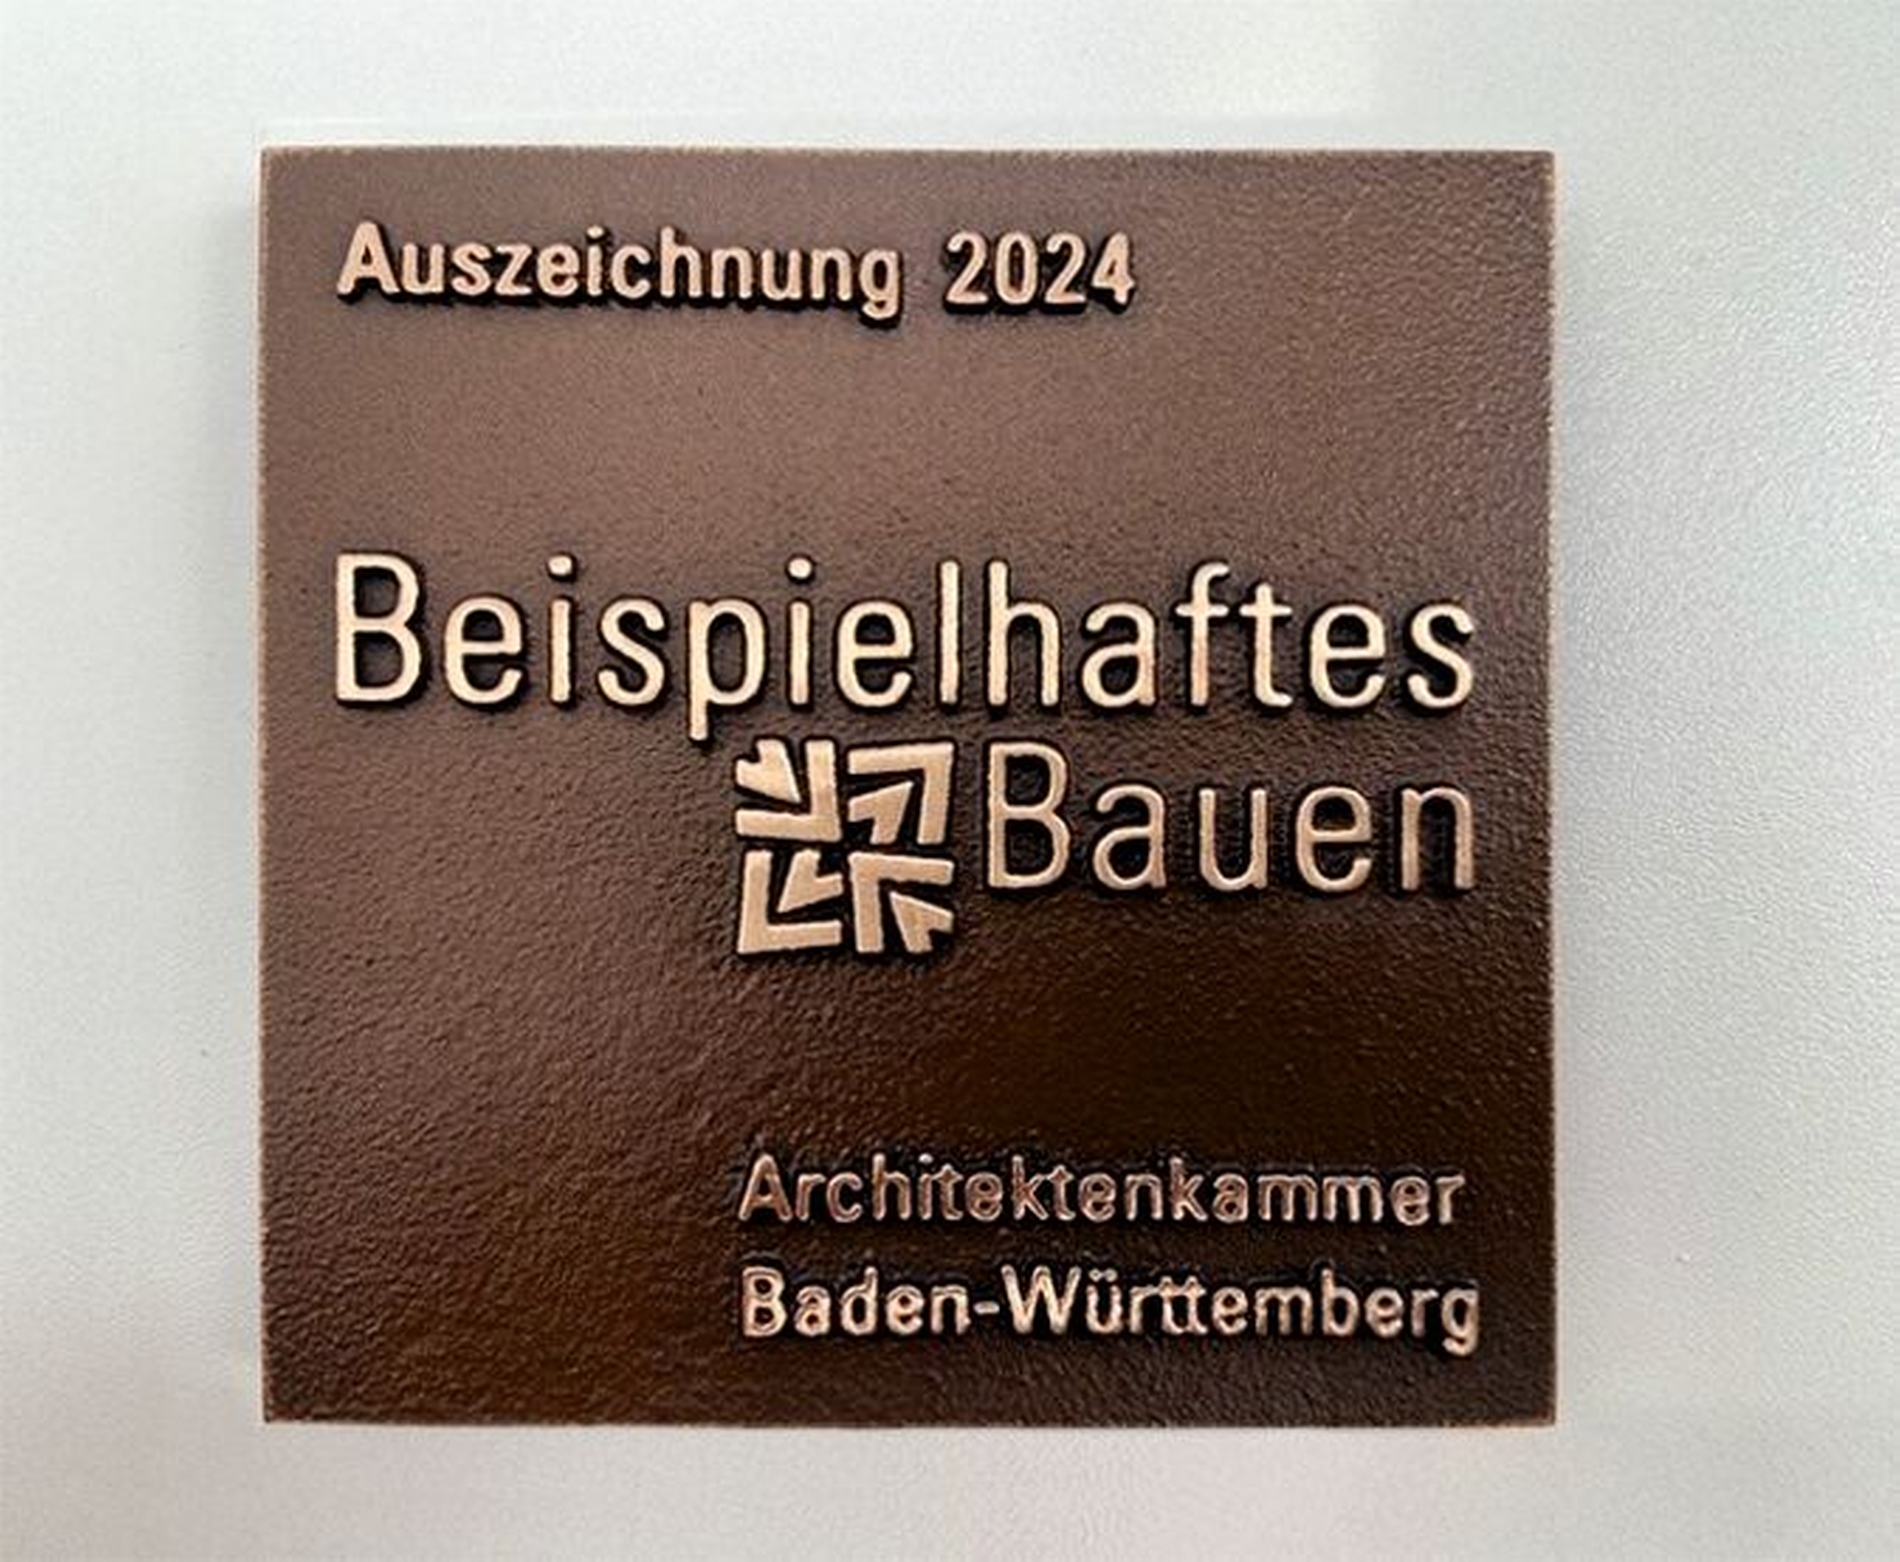 Auszeichnung 2024
Beispielhaftes
Bauen
Architektenkammer
Baden-Württemberg